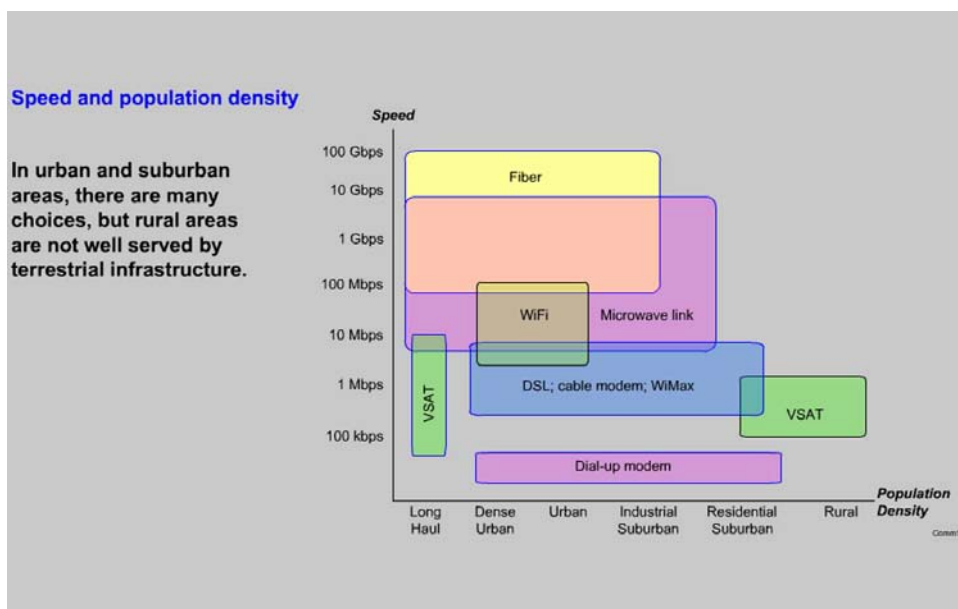 Speed and population density
In urban and suburban
areas, there are many
choices, but rural areas
are not well served by
terrestrial infrastructure.
Speed
100 Gbps
10 Gbps
1 Gbps
100 Mbps
10 Mbps
1 Mbps
100 kbps
Fiber
WiFi
Microwave link
DSL; cable modem; WiMax
VSAT
VSAT
Dial-up modem
Long
Haul
Dense
Urban
Urban
Industrial
Suburban
Residential
Suburban
Rural
Population
Density